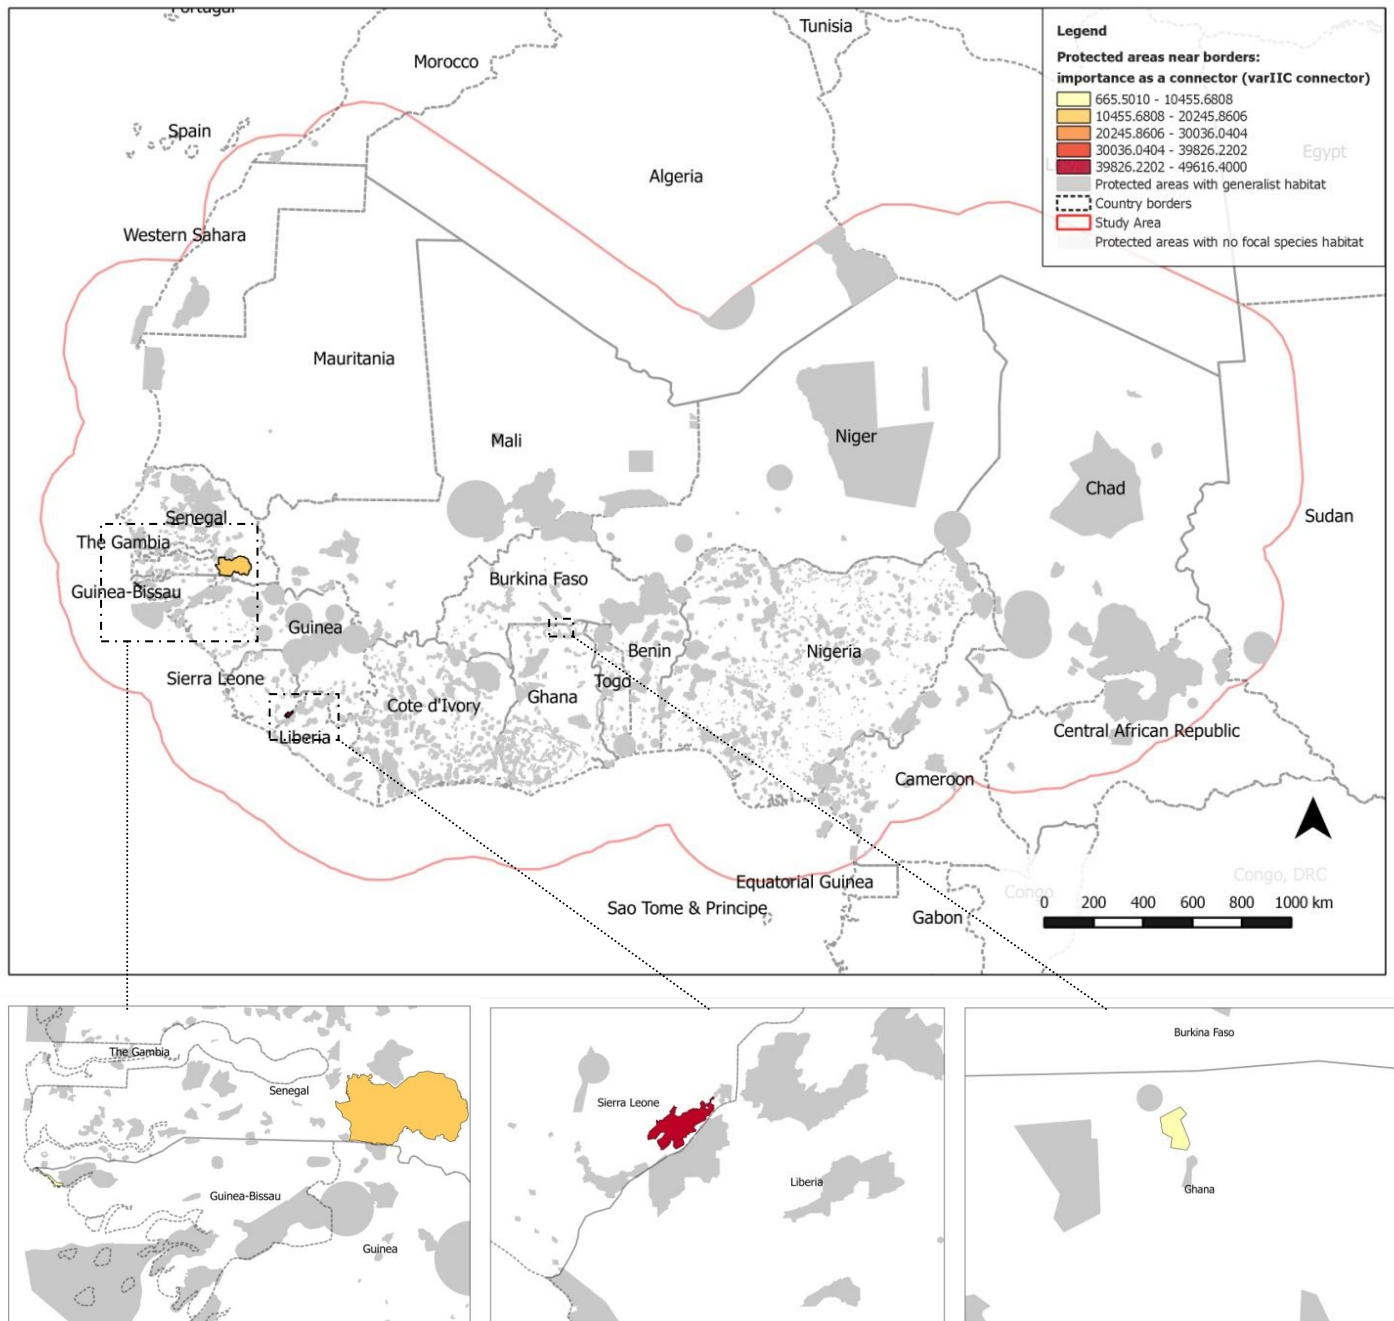 Portugal
Tunisia
Morocco
Spain
Algeria
Western Sahara
Legend
Protected areas near borders:
importance as a connector (varIIC connector)
665.5010 - 10455.6808
10455.6808 - 20245.8606
20245.8606 - 30036.0404
30036.0404 - 39826.2202
39826.2202 - 49616.4000
Protected areas with generalist habitat
Country borders
Study Area
Protected areas with no focal species habitat
Egypt
Mauritania
Mali
Niger
Chad
Sudan
Senegal
The Gambia
Guinea-Bissau
Burkina Faso
Guinea
Benin
Nigeria
Sierra Leone
Togo
Ghana
Cote d'Ivory
Liberia
Central African Republic
Cameroon
Equatorial Guinea
Sao Tome & Principe
Gabon
Congo
Congo, DRC
0 200 400 600 800 1000 km
The Gambia
Senegal
Guinea-Bissau
Guinea
Sierra Leone
Liberia
Burkina Faso
Ghana